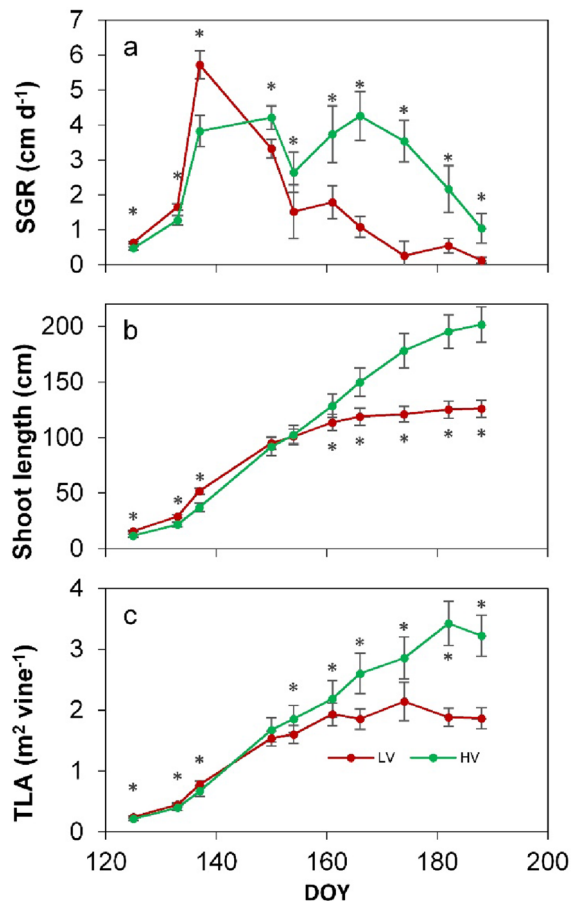 a
7
6
5
4
3
2
1
0
SGR (cm d-1)
* * * * * * * * * *
b
200
150
100
50
0
Shoot length (cm)
* * * * * * * *
c
4
3
2
1
0
TLA (m2 vine-1)
* * * * * * * * *
LV HV
120 140 160 180 200
DOY